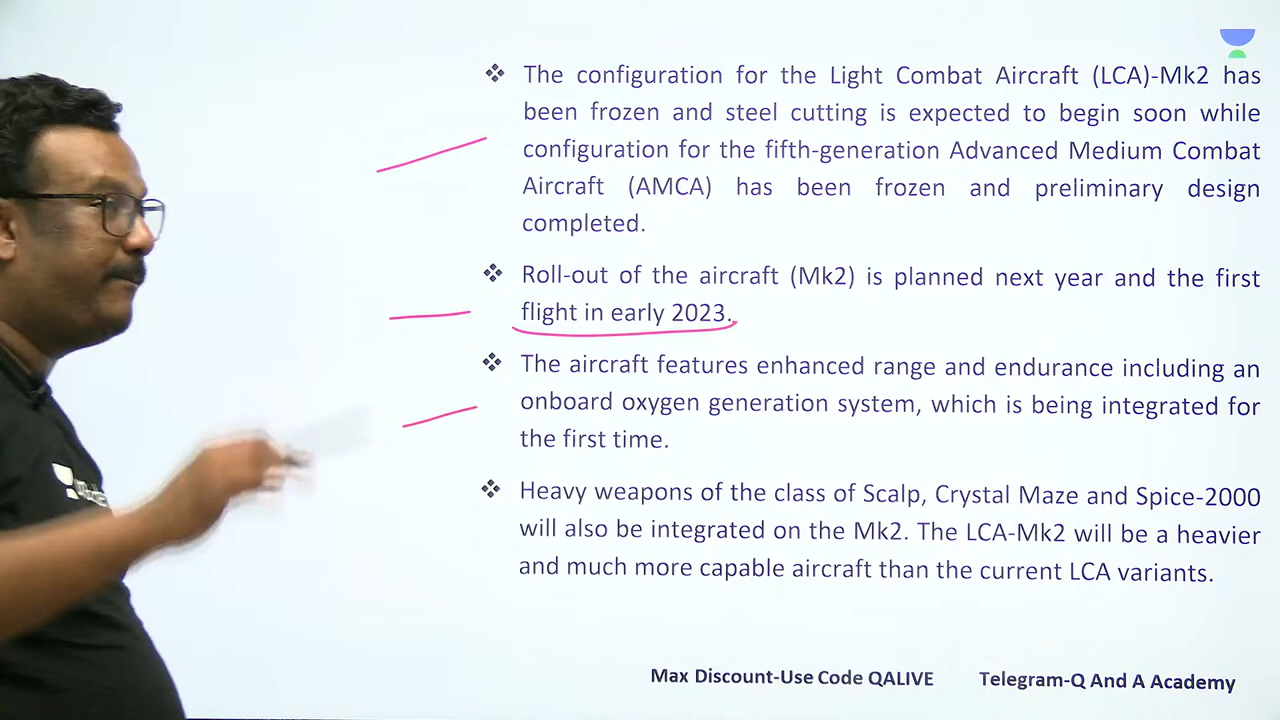 ❖ The configuration for the Light Combat Aircraft (LCA)-Mk2 has
been frozen and steel cutting is expected to begin soon while
configuration for the fifth-generation Advanced Medium Combat
Aircraft (AMCA) has been frozen and preliminary design
completed.
❖ Roll-out of the aircraft (Mk2) is planned next year and the first
flight in early 2023.
❖ The aircraft features enhanced range and endurance including an
onboard oxygen generation system, which is being integrated for
the first time.
❖ Heavy weapons of the class of Scalp, Crystal Maze and Spice-2000
will also be integrated on the Mk2. The LCA-Mk2 will be a heavier
and much more capable aircraft than the current LCA variants.
Max Discount-Use Code QALIVE Telegram-Q And A Academy